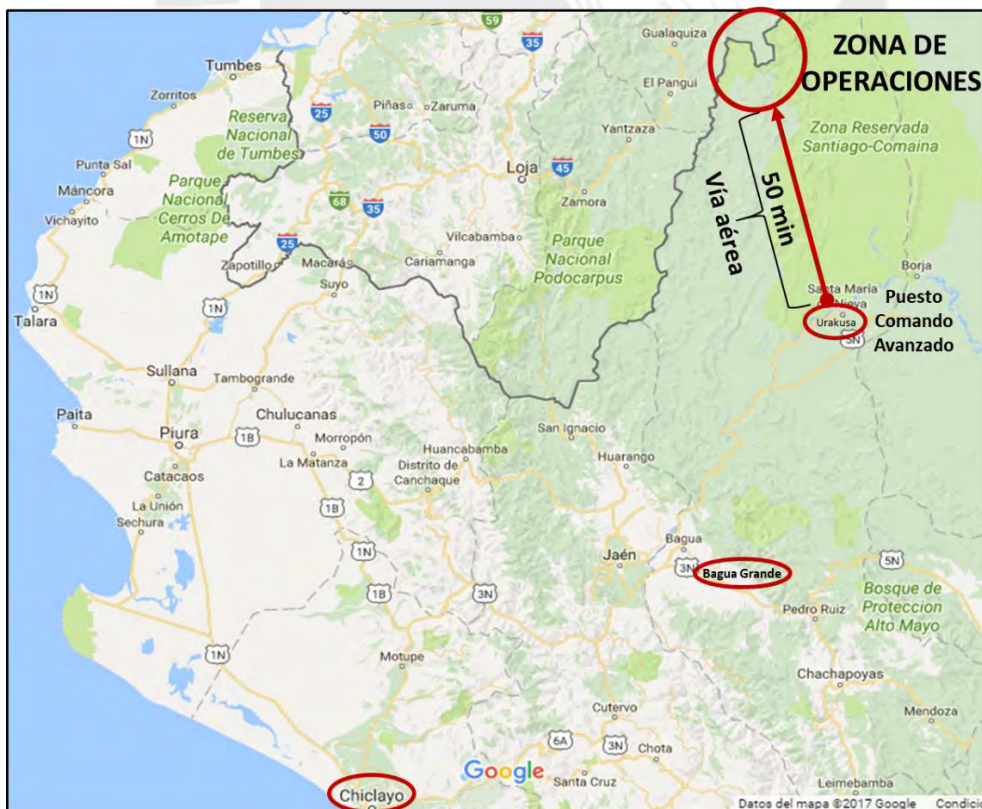 59
Gualaquiza
35
ZONA DE
OPERACIONES
Tumbes
El Pangui
Zorritos
Piñas
Zaruma
1N
Reserva
Nacional
de Tumbes
25
50
Yantzaza
Zona Reservada
Santiago-Comaina
Punta Sal
Loja
45
Máncora
Parque
Nacional
Cerros De
Amotape
68
35
Zamora
Vichayito
50 min
Vía aérea
Vilcabamba
25
Cariamanga
Parque
Nacional
Podocarpus
Zapotillo
Macará
Borja
Suyo
Santa María
Nieva
1N
1N
Talara
Urakusa
Puesto
Comando
Avanzado
5N
Sullana
Tambogrande
Paita
Chulucanas
San Ignacio
Piura
1B
Morropón
Huancabamba
La Matanza
Distrito de
Canchaque
Huarango
Catacaos
2
La Unión
1B
Sechura
1N
Jaén
Bagua
3N
Bagua Grande
5N
1B
3N
Bosque de
Proteccion
Alto Mayo
Pedro Ruiz
1N
Motupe
Chachapoyas
Cutervo
Mendoza
6A
3N
Chota
Google
Santa Cruz
Leimebamba
Chiclayo
Datos del mapa ©2017 Google
Condicio